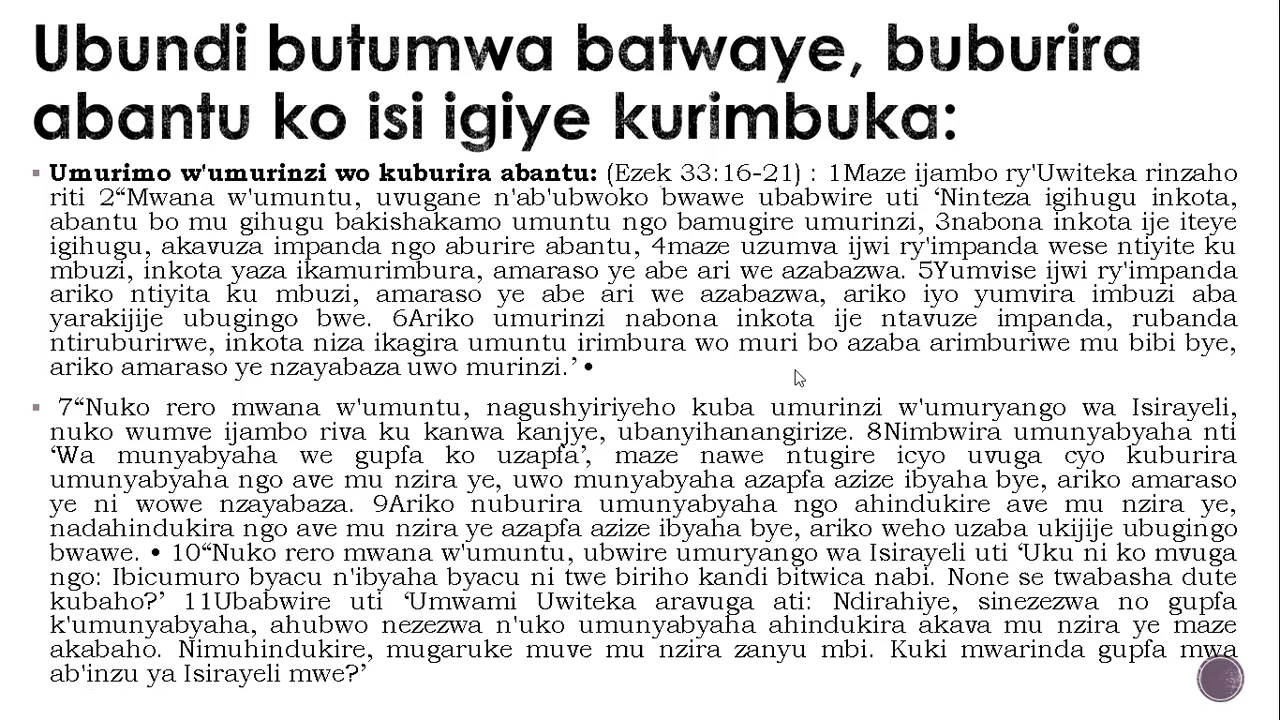 Ubundi butumwa batwaye, buburira
abantu ko isi igiye kurimbuka:
▪ Umurimo w'umurinzi wo kuburira abantu: (Ezek 33:16-21) : 1Maze ijambo ry'Uwiteka rinzaho
riti 2“Mwana w'umuntu, uvugane n'ab'ubwoko bwawe ubabwire uti ‘Ninteza igihugu inkota,
abantu bo mu gihugu bakishakamo umuntu ngo bamugire umurinzi, 3nabona inkota ije iteye
igihugu, akavuza impanda ngo aburire abantu, 4maze uzumva ijwi ry'impanda wese ntiyite ku
mbuzi, inkota yaza ikamurimbura, amaraso ye abe ari we azabazwa. 5Yumvise ijwi ry'impanda
ariko ntiyita ku mbuzi, amaraso ye abe ari we azabazwa, ariko iyo yumvira imbuzi aba
yarakijije ubugingo bwe. 6Ariko umurinzi nabona inkota ije ntavuze impanda, rubanda
ntiruburirwe, inkota niza ikagira umuntu irimbura wo muri bo azaba arimburiwe mu bibi bye,
ariko amaraso ye nzayabaza uwo murinzi.’ •
▪ 7“Nuko rero mwana w'umuntu, nagushyiriyeho kuba umurinzi w'umuryango wa Isirayeli,
nuko wumve ijambo riva ku kanwa kanjye, ubanyihanangirize. 8Nimbwira umunyabyaha nti
‘Wa munyabyaha we gupfa ko uzapfa’, maze nawe ntugire icyo uvuga cyo kuburira
umunyabyaha ngo ave mu nzira ye, uwo munyabyaha azapfa azize ibyaha bye, ariko amaraso
ye ni wowe nzayabaza. 9Ariko nuburira umunyabyaha ngo ahindukire ave mu nzira ye,
nadahindukira ngo ave mu nzira ye azapfa azize ibyaha bye, ariko weho uzaba ukijije ubugingo
bwawe. • 10“Nuko rero mwana w'umuntu, ubwire umuryango wa Isirayeli uti ‘Uku ni ko mvuga
ngo: Ibicumuro byacu n'ibyaha byacu ni twe biriho kandi bitwica nabi. None se twabasha dute
kubaho?’ 11Ubabwire uti ‘Umwami Uwiteka aravuga ati: Ndirahiye, sinezezwa no gupfa
k'umunyabyaha, ahubwo nezezwa n'uko umunyabyaha ahindukira akava mu nzira ye maze
akabaho. Nimuhindukire, mugaruke muve mu nzira zanyu mbi. Kuki mwarinda gupfa mwa
ab'inzu ya Isirayeli mwe?’